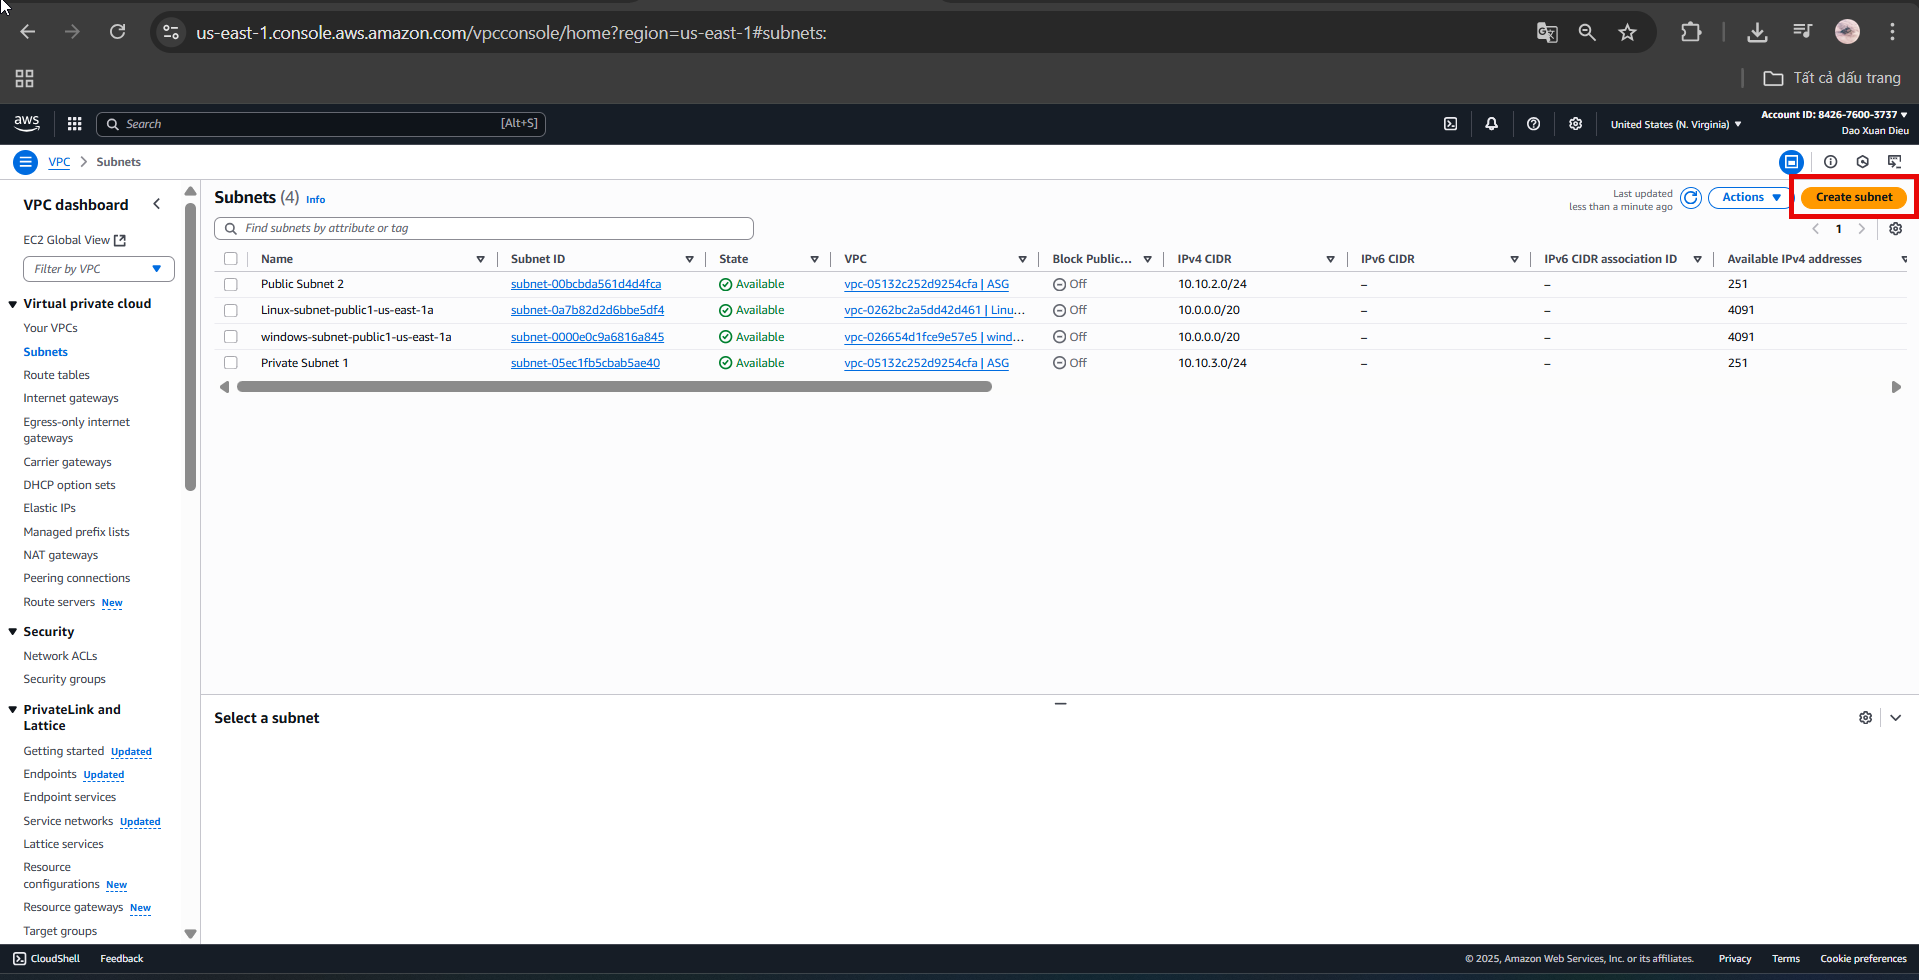 us-east-1.console.aws.amazon.com/vpcconsole/home?region=us-east-1#subnets:
Tất cả dấu trang
aws
Search
[Alt+S]
United States (N. Virginia)
Account ID: 8426-7600-3737
Dao Xuan Dieu
VPC
Subnets
VPC dashboard
EC2 Global View
Filter by VPC
Virtual private cloud
Your VPCs
Subnets
Route tables
Internet gateways
Egress-only internet
gateways
Carrier gateways
DHCP option sets
Elastic IPs
Managed prefix lists
NAT gateways
Peering connections
Route servers New
Security
Network ACLs
Security groups
PrivateLink and
Lattice
Getting started Updated
Endpoints Updated
Endpoint services
Service networks Updated
Lattice services
Resource
configurations New
Resource gateways New
Target groups
Subnets (4) Info
Last updated
less than a minute ago
Actions
Create subnet
Find subnets by attribute or tag
1
Name Subnet ID State VPC Block Public... IPv4 CIDR IPv6 CIDR IPv6 CIDR association ID Available IPv4 addresses
Public Subnet 2 subnet-00bcbda561d4d4fca Available vpc-05132c252d9254cfa | ASG Off 10.10.2.0/24 – – 251
Linux-subnet-public1-us-east-1a subnet-0a7b82d2d6bbe5df4 Available vpc-0262bc2a5dd42d461 | Linu... Off 10.0.0.0/20 – – 4091
windows-subnet-public1-us-east-1a subnet-0000e0c9a6816a845 Available vpc-026654d1fce9e57e5 | wind... Off 10.0.0.0/20 – – 4091
Private Subnet 1 subnet-05ec1fb5cbab5ae40 Available vpc-05132c252d9254cfa | ASG Off 10.10.3.0/24 – – 251
Select a subnet
CloudShell
Feedback
© 2025, Amazon Web Services, Inc. or its affiliates.
Privacy
Terms
Cookie preferences